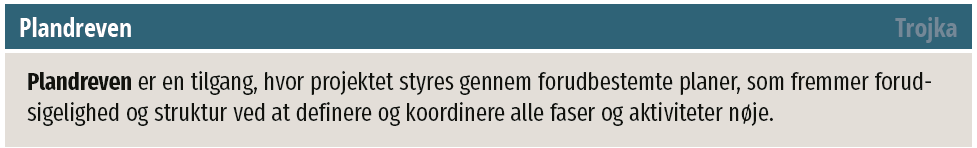 Plandreven Trojka
Plandreven er en tilgang, hvor projektet styres gennem forudbestemte planer, som fremmer forud-
sigelighed og struktur ved at definere og koordinere alle faser og aktiviteter nøje.